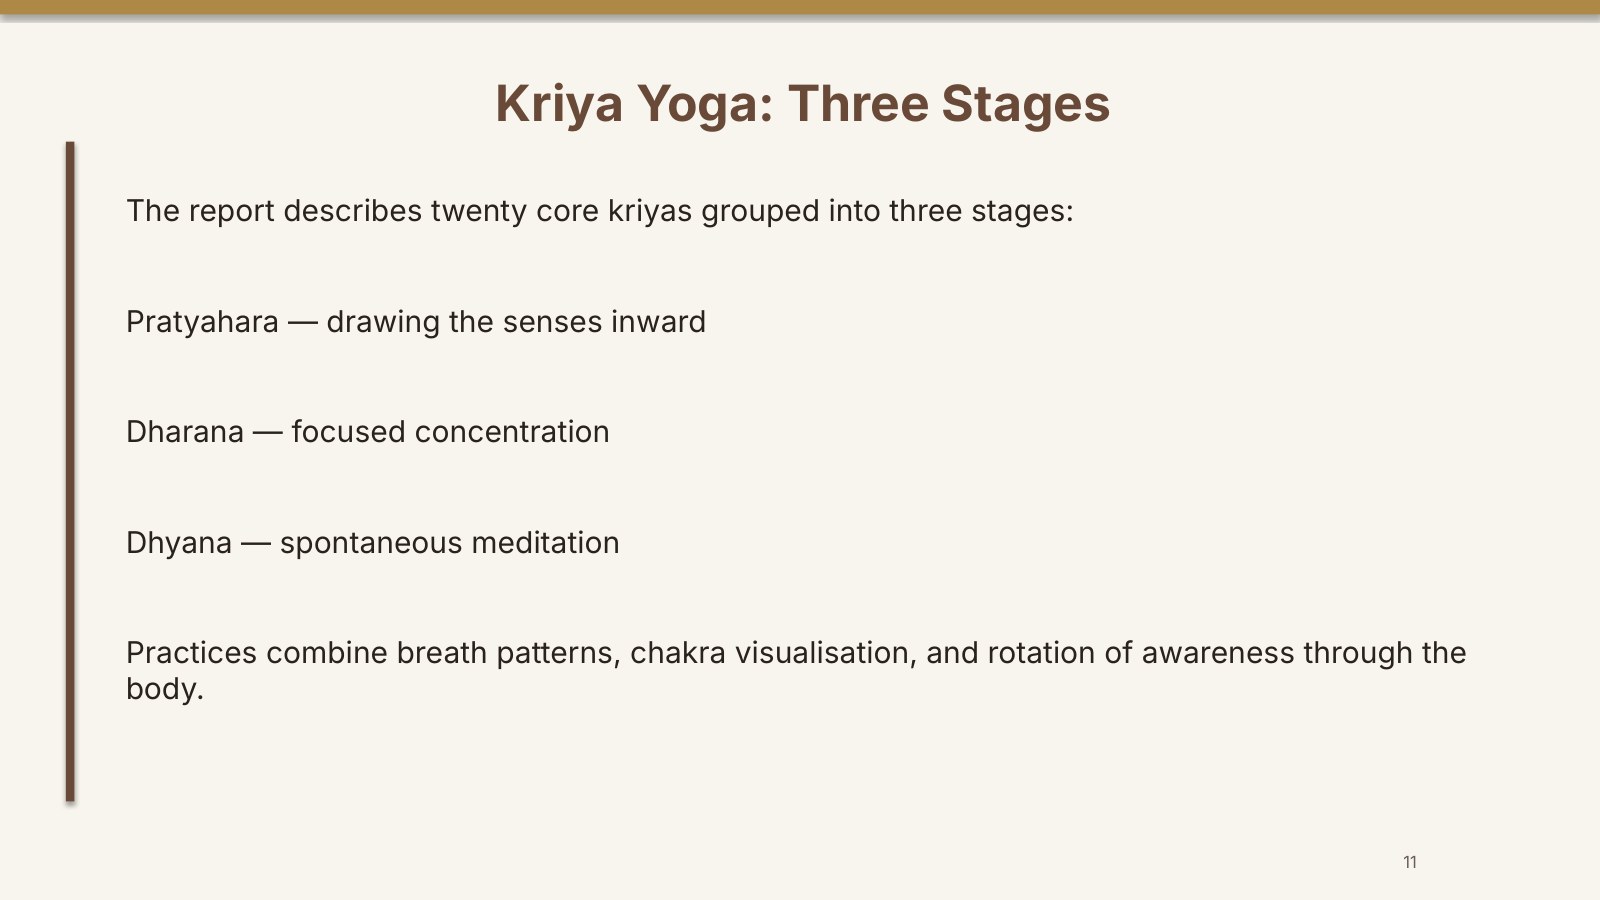 Kriya Yoga: Three Stages
The report describes twenty core kriyas grouped into three stages:
Pratyahara — drawing the senses inward
Dharana — focused concentration
Dhyana — spontaneous meditation
Practices combine breath patterns, chakra visualisation, and rotation of awareness through the
body.
11